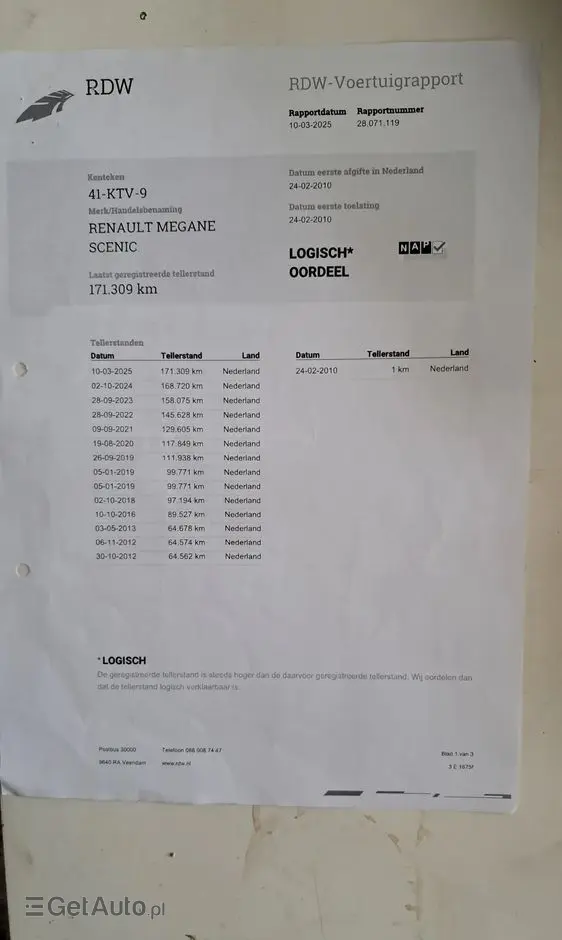 RDW
RDW-Voertuigrapport
Rapportdatum Rapportnummer
10-03-2025 28.071.119
Kenteken
41-KTV-9
Merk/Handelsbenaming
RENAULT MEGANE
SCENIC
Laatst geregistreerde tellerstand
171.309 km
Datum eerste afgifte in Nederland
24-02-2010
Datum eerste toelating
24-02-2010
LOGISCH*
OORDEEL
NAP
Tellerstanden
Datum Tellerstand Land
10-03-2025 171.309 km Nederland
02-10-2024 168.720 km Nederland
28-09-2023 158.075 km Nederland
28-09-2022 145.628 km Nederland
09-09-2021 129.605 km Nederland
19-08-2020 117.849 km Nederland
26-09-2019 111.938 km Nederland
05-01-2019 99.771 km Nederland
05-01-2019 99.771 km Nederland
02-10-2018 97.194 km Nederland
10-10-2016 89.527 km Nederland
03-05-2013 64.678 km Nederland
06-11-2012 64.574 km Nederland
30-10-2012 64.562 km Nederland
Datum Tellerstand Land
24-02-2010 1 km Nederland
*LOGISCH
De geregistreerde tellerstand is steeds hoger dan de daarvoor geregistreerde tellerstand. Wij oordelen dan
dat de tellerstand logisch verklaarbaar is.
Postbus 30000 Telefoon 088 008 74 47
9640 RA Veendam www.rdw.nl
Blad 1 van 3
3 E 1675f
GetAuto.pl